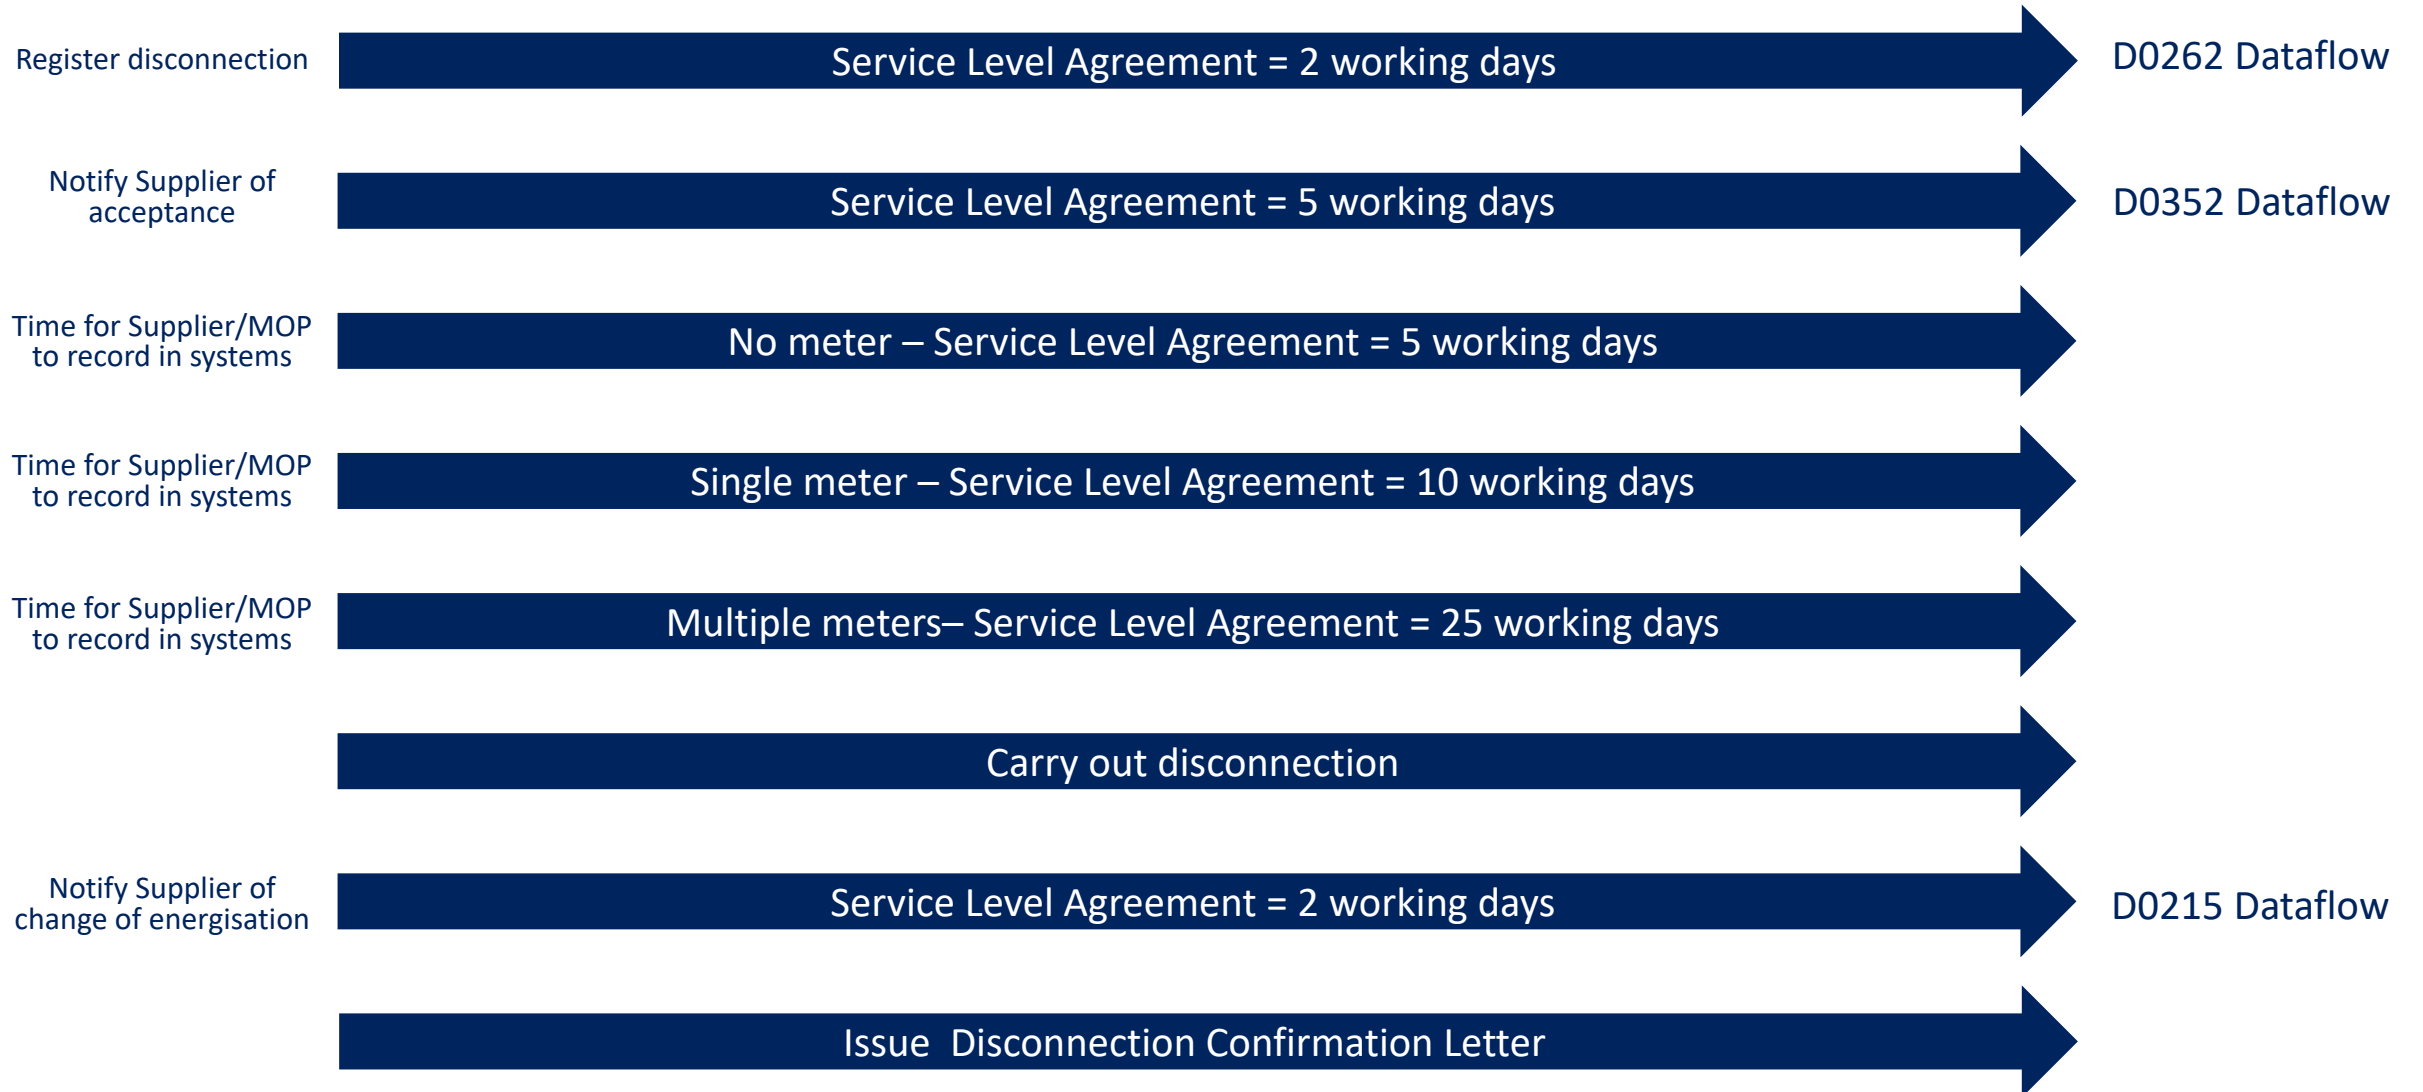 Register disconnection
Service Level Agreement = 2 working days
D0262 Dataflow
Notify Supplier of
acceptance
Service Level Agreement = 5 working days
D0352 Dataflow
Time for Supplier/MOP
to record in systems
No meter – Service Level Agreement = 5 working days
Time for Supplier/MOP
to record in systems
Single meter – Service Level Agreement = 10 working days
Time for Supplier/MOP
to record in systems
Multiple meters– Service Level Agreement = 25 working days
Carry out disconnection
Notify Supplier of
change of energisation
Service Level Agreement = 2 working days
D0215 Dataflow
Issue  Disconnection Confirmation Letter